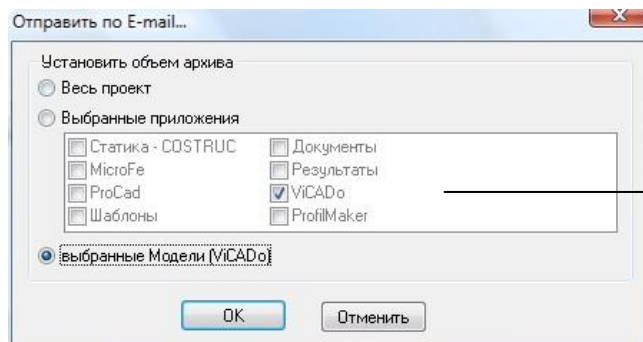 Отправить по E-mail...
Установить объем архива
Весь проект
Выбранные приложения
Статика - COSTRUC
Документы
MicroFe
Результаты
ProCad
ViCADo
Шаблоны
ProfilMaker
выбранные Модели (ViCADo)
OK
Отменить